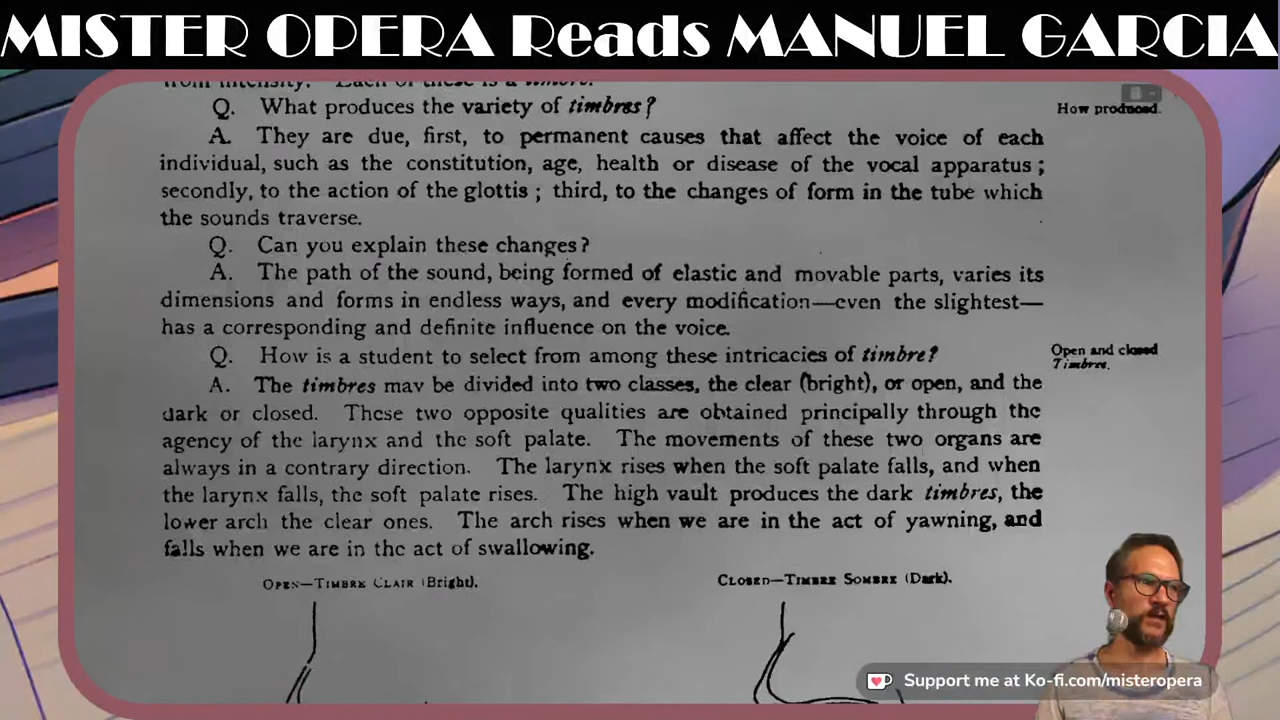 MISTER OPERA Reads MANUEL GARCIA
from intensity. Each of these is a timbre.
Q. What produces the variety of timbres?
How produced.
A. They are due, first, to permanent causes that affect the voice of each
individual, such as the constitution, age, health or disease of the vocal apparatus;
secondly, to the action of the glottis; third, to the changes of form in the tube which
the sounds traverse.
Q. Can you explain these changes?
A. The path of the sound, being formed of elastic and movable parts, varies its
dimensions and forms in endless ways, and every modification—even the slightest—
has a corresponding and definite influence on the voice.
Q. How is a student to select from among these intricacies of timbre?
Open and closed
Timbres.
A. The timbres may be divided into two classes, the clear (bright), or open, and the
dark or closed. These two opposite qualities are obtained principally through the
agency of the larynx and the soft palate. The movements of these two organs are
always in a contrary direction. The larynx rises when the soft palate falls, and when
the larynx falls, the soft palate rises. The high vault produces the dark timbres, the
lower arch the clear ones. The arch rises when we are in the act of yawning, and
falls when we are in the act of swallowing.
OPEN—TIMBRE CLAIR (Bright).
CLOSED—TIMBRE SOMBRE (Dark).
Support me at Ko-fi.com/misteropera